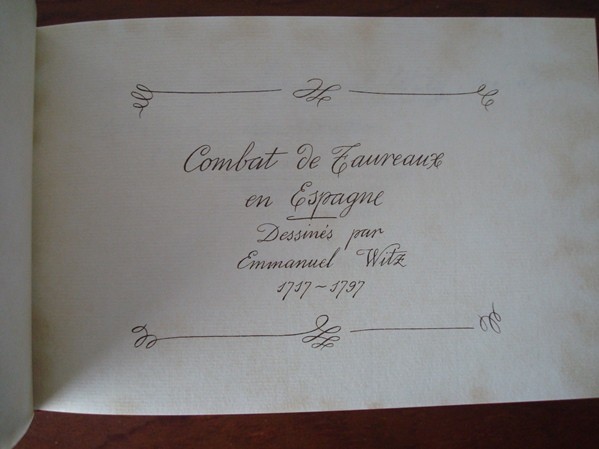 Combat de Taureaux
en Espagne
Dessinés par
Emmanuel Witz
1717~1797